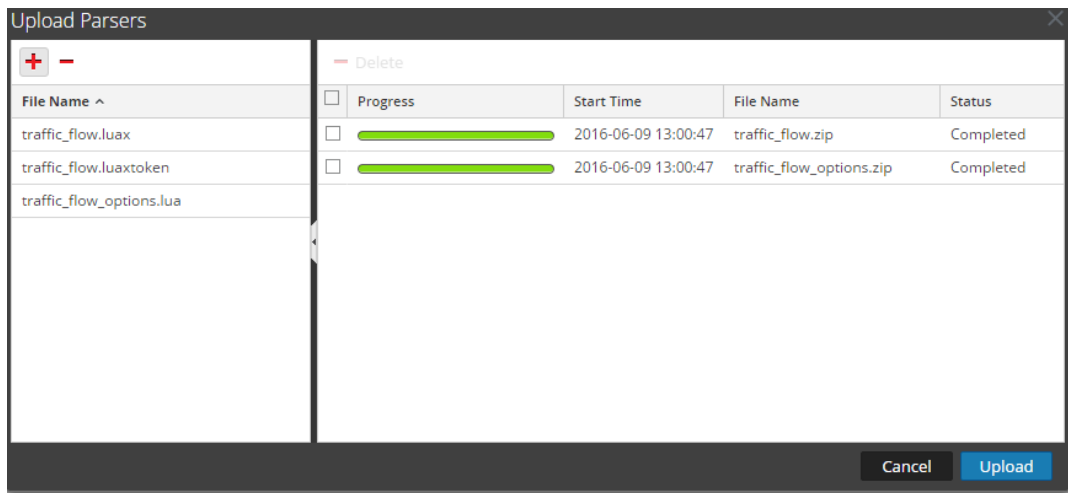 Upload Parsers
Delete
File Name
traffic_flow.luax
traffic_flow.luaxtoken
traffic_flow_options.lua
Progress Start Time File Name Status
2016-06-09 13:00:47 traffic_flow.zip Completed
2016-06-09 13:00:47 traffic_flow_options.zip Completed
Cancel Upload